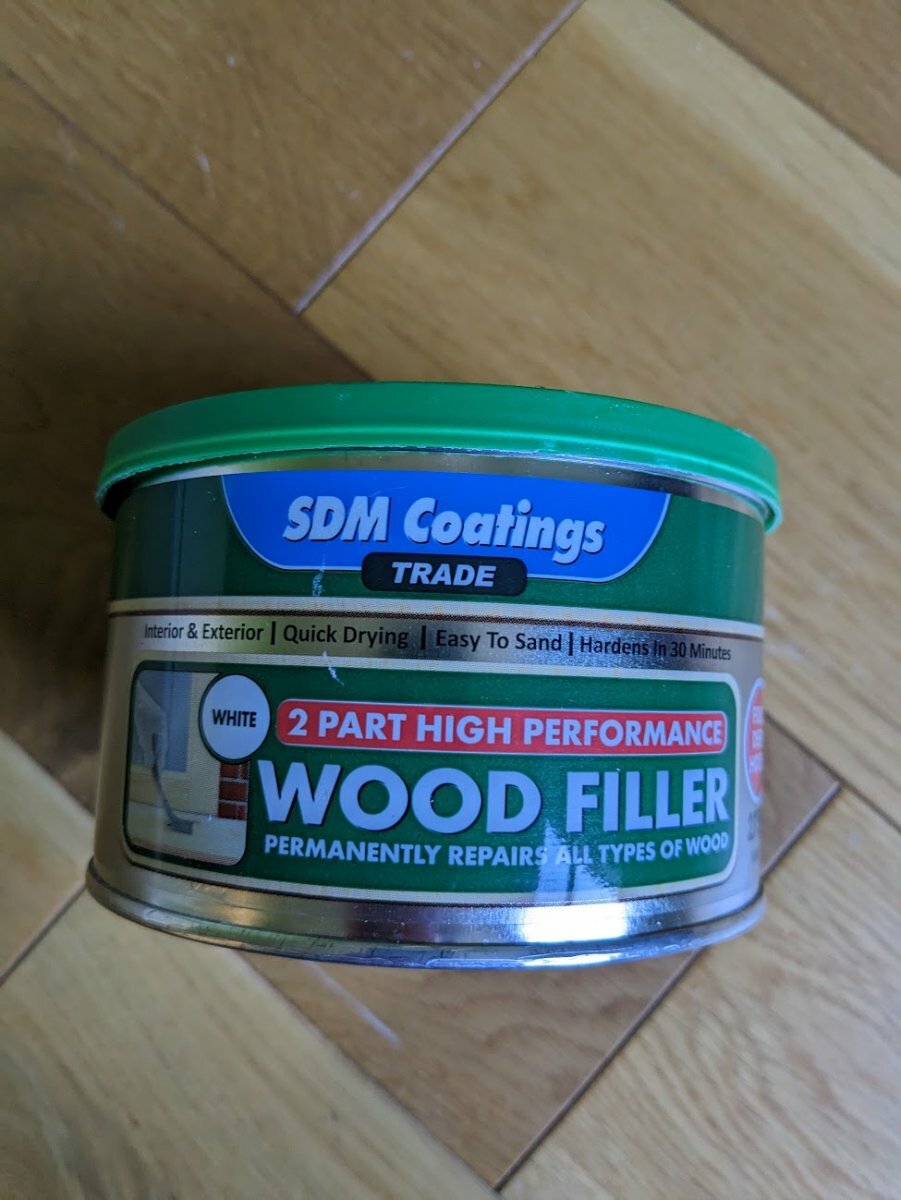 SDM Coatings
TRADE
Interior & Exterior | Quick Drying | Easy To Sand | Hardens In 30 Minutes
WHITE
2 PART HIGH PERFORMANCE
WOOD FILLER
PERMANENTLY REPAIRS ALL TYPES OF WOOD